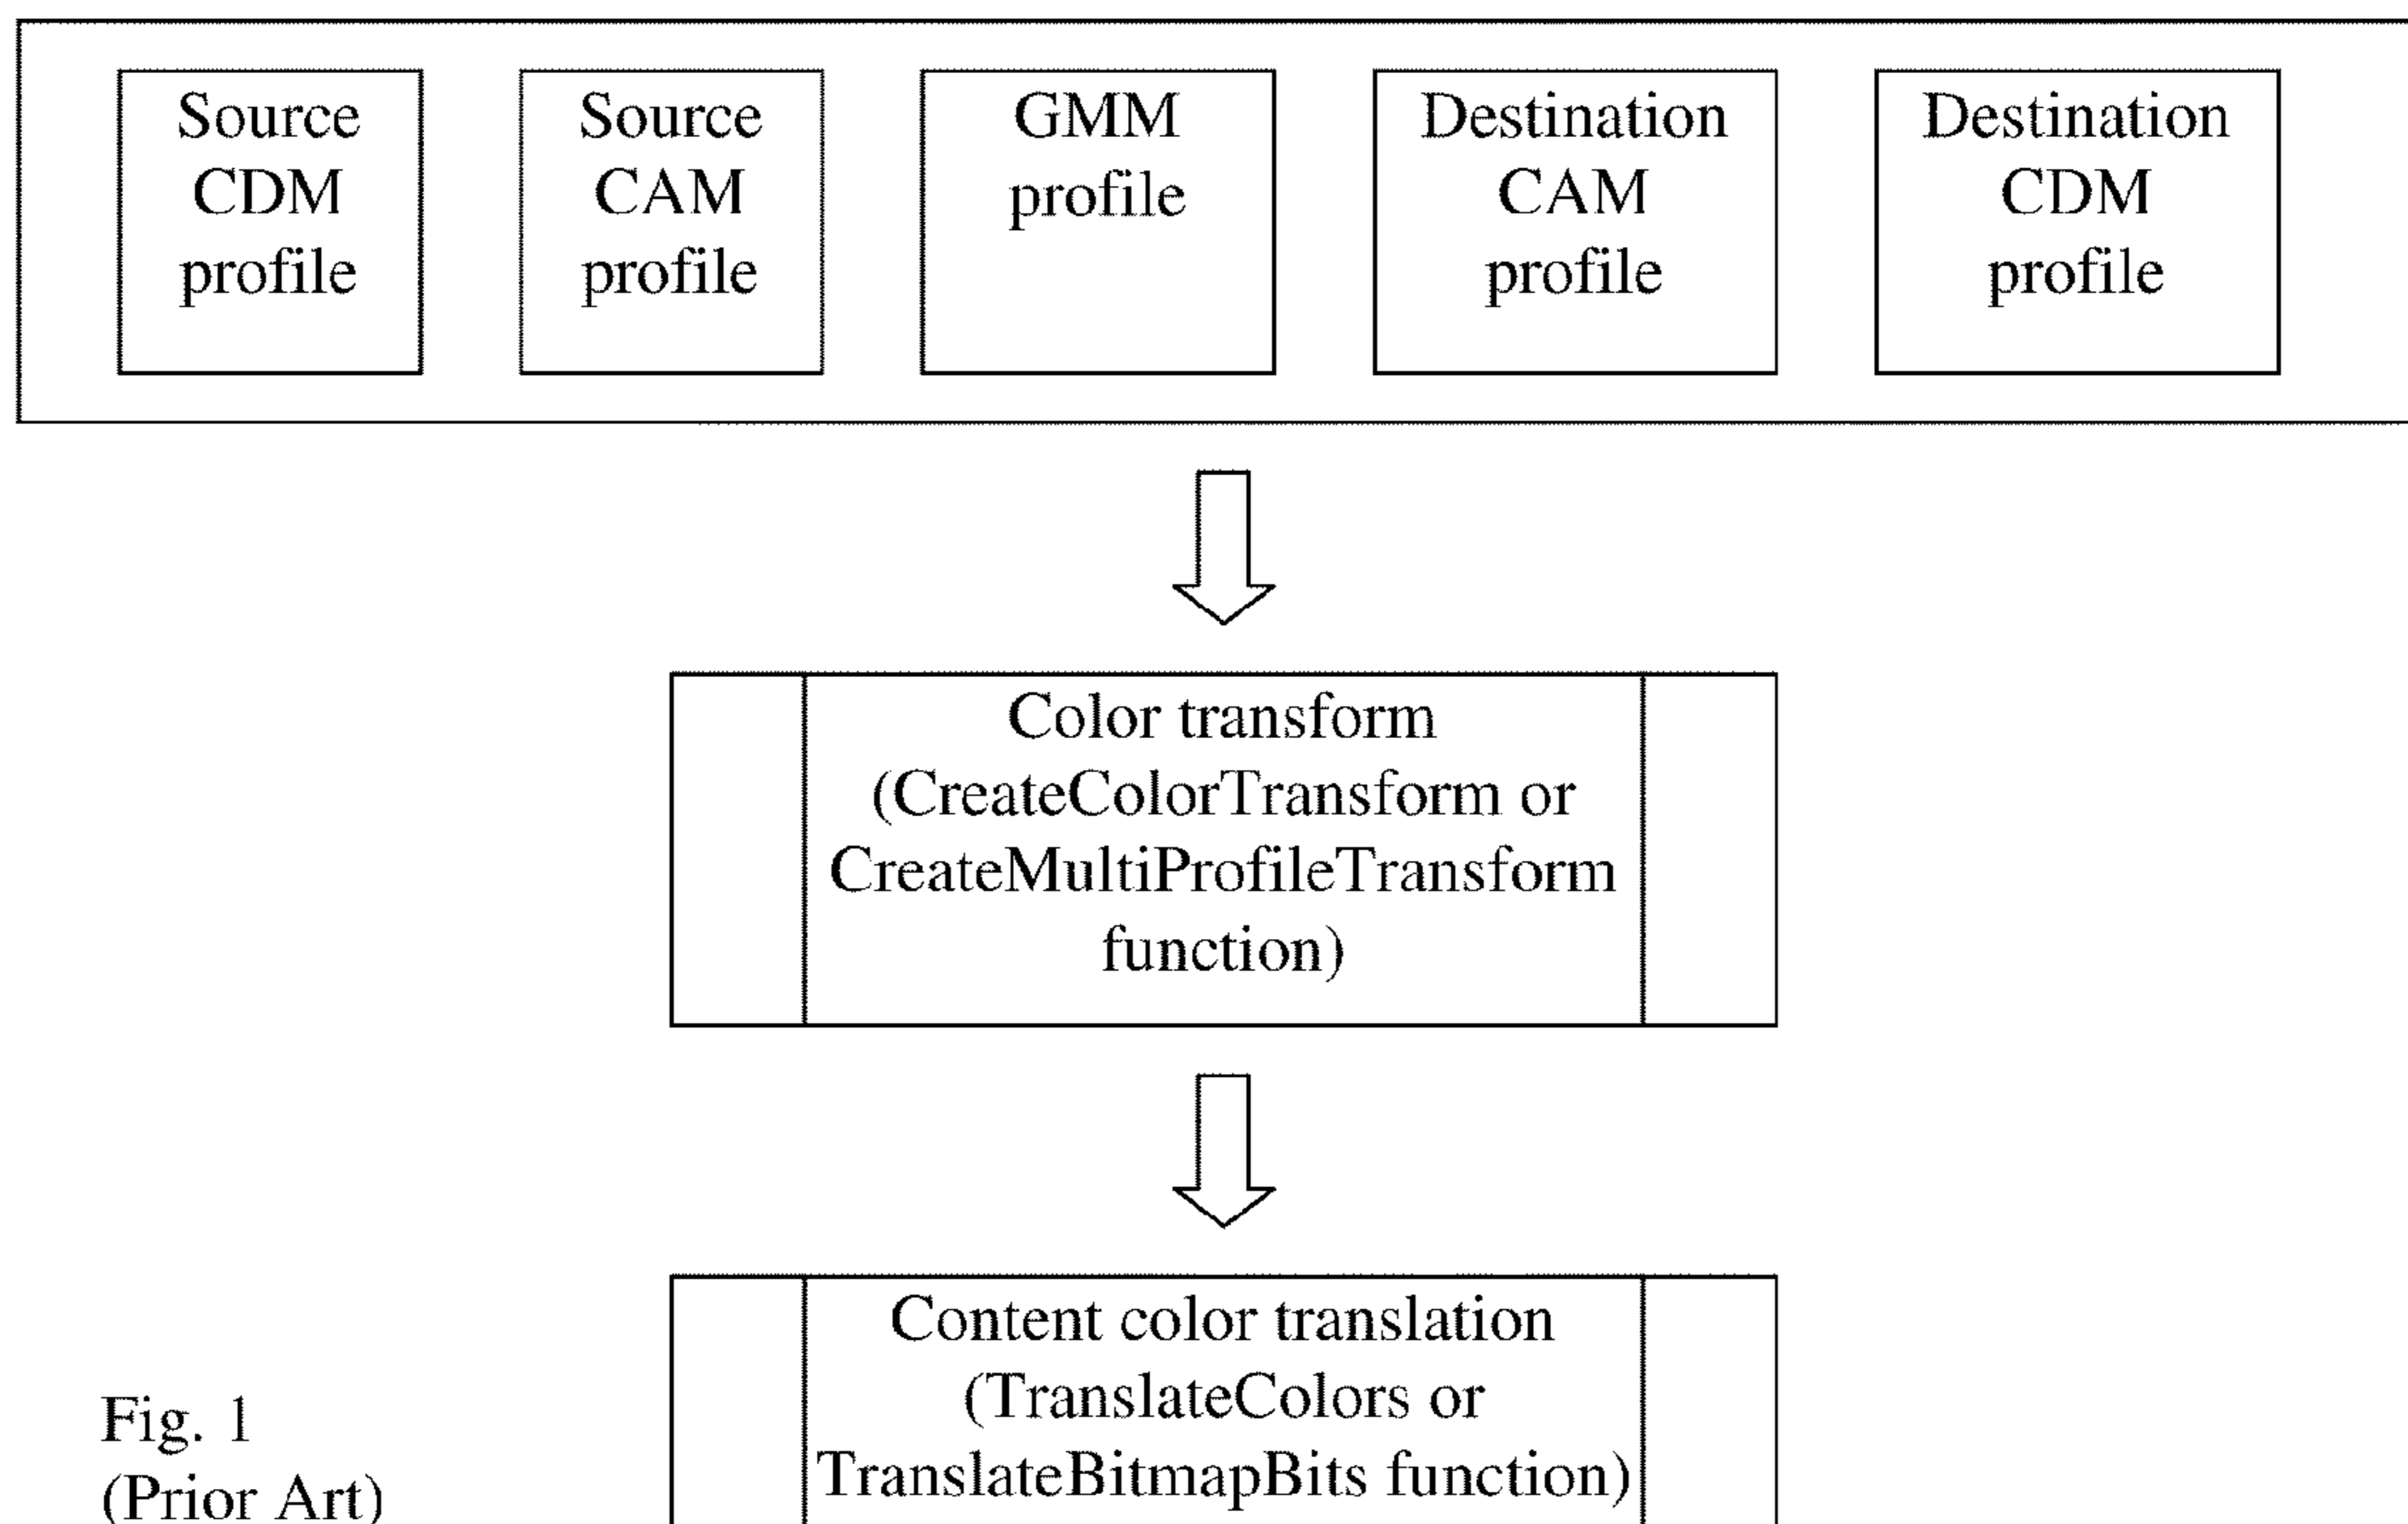 Source
CDM
profile
Source
CAM
profile
GMM
profile
Destination
CAM
profile
Destination
CDM
profile
Color transform
(CreateColorTransform or
CreateMultiProfileTransform
function)
Content color translation
(TranslateColors or
TranslateBitmapBits function)
Fig. 1
(Prior Art)